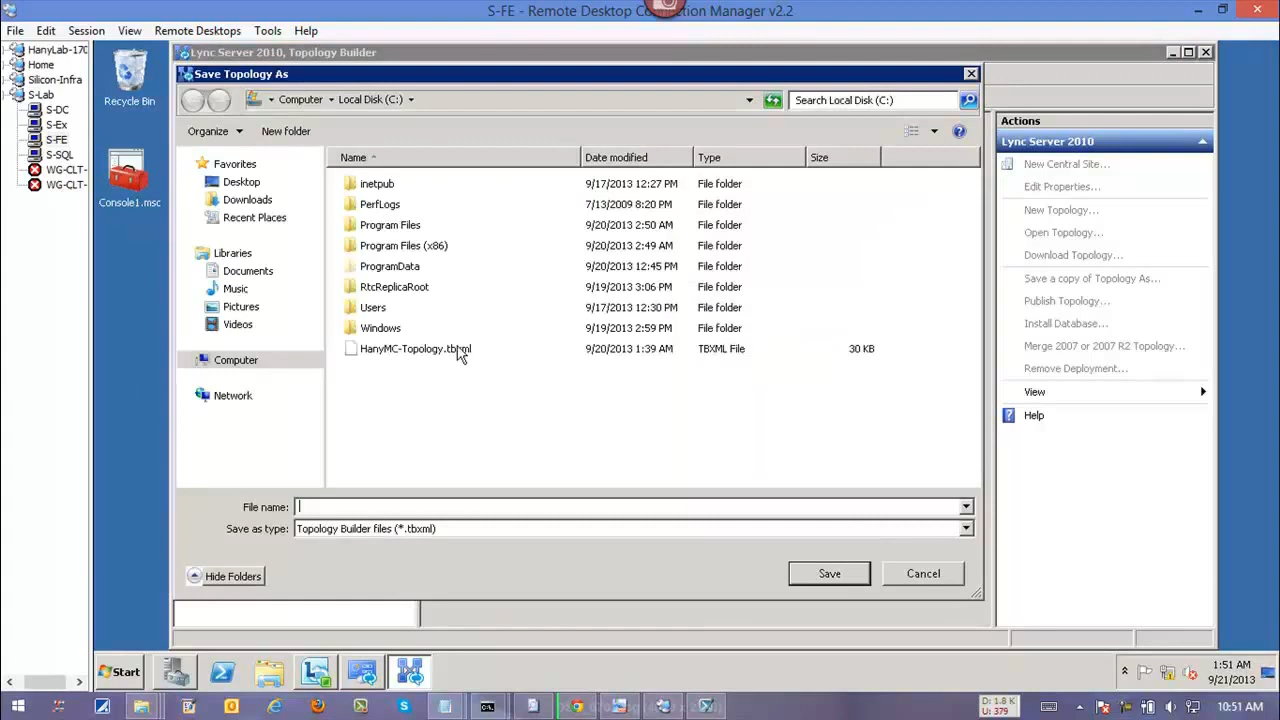 S-FE - Remote Desktop Connection Manager v2.2
File Edit Session View Remote Desktops Tools Help
HanyLab-170
Home
Silicon-Infra
S-Lab
S-DC
S-Ex
S-FE
S-SQL
WG-CLT-
WG-CLT-
Recycle Bin
Console1.msc
Lync Server 2010, Topology Builder
Save Topology As
Computer Local Disk (C:)
Search Local Disk (C:)
Organize New folder
Favorites
Desktop
Downloads
Recent Places
Libraries
Documents
Music
Pictures
Videos
Computer
Network
Name Date modified Type Size
inetpub 9/17/2013 12:27 PM File folder
PerfLogs 7/13/2009 8:20 PM File folder
Program Files 9/20/2013 2:50 AM File folder
Program Files (x86) 9/20/2013 2:49 AM File folder
ProgramData 9/20/2013 12:45 PM File folder
RtcReplicaRoot 9/19/2013 3:06 PM File folder
Users 9/17/2013 12:30 PM File folder
Windows 9/19/2013 2:59 PM File folder
HanyMC-Topology.tbxml 9/20/2013 1:39 AM TBXML File 30 KB
File name:
Save as type: Topology Builder files (*.tbxml)
Hide Folders
Save Cancel
Actions
Lync Server 2010
New Central Site...
Edit Properties...
New Topology...
Open Topology...
Download Topology...
Save a copy of Topology As...
Publish Topology...
Install Database...
Merge 2007 or 2007 R2 Topology...
Remove Deployment...
View
Help
Start
1:51 AM
9/21/2013
D: 1.8 K
U: 379
10:51 AM